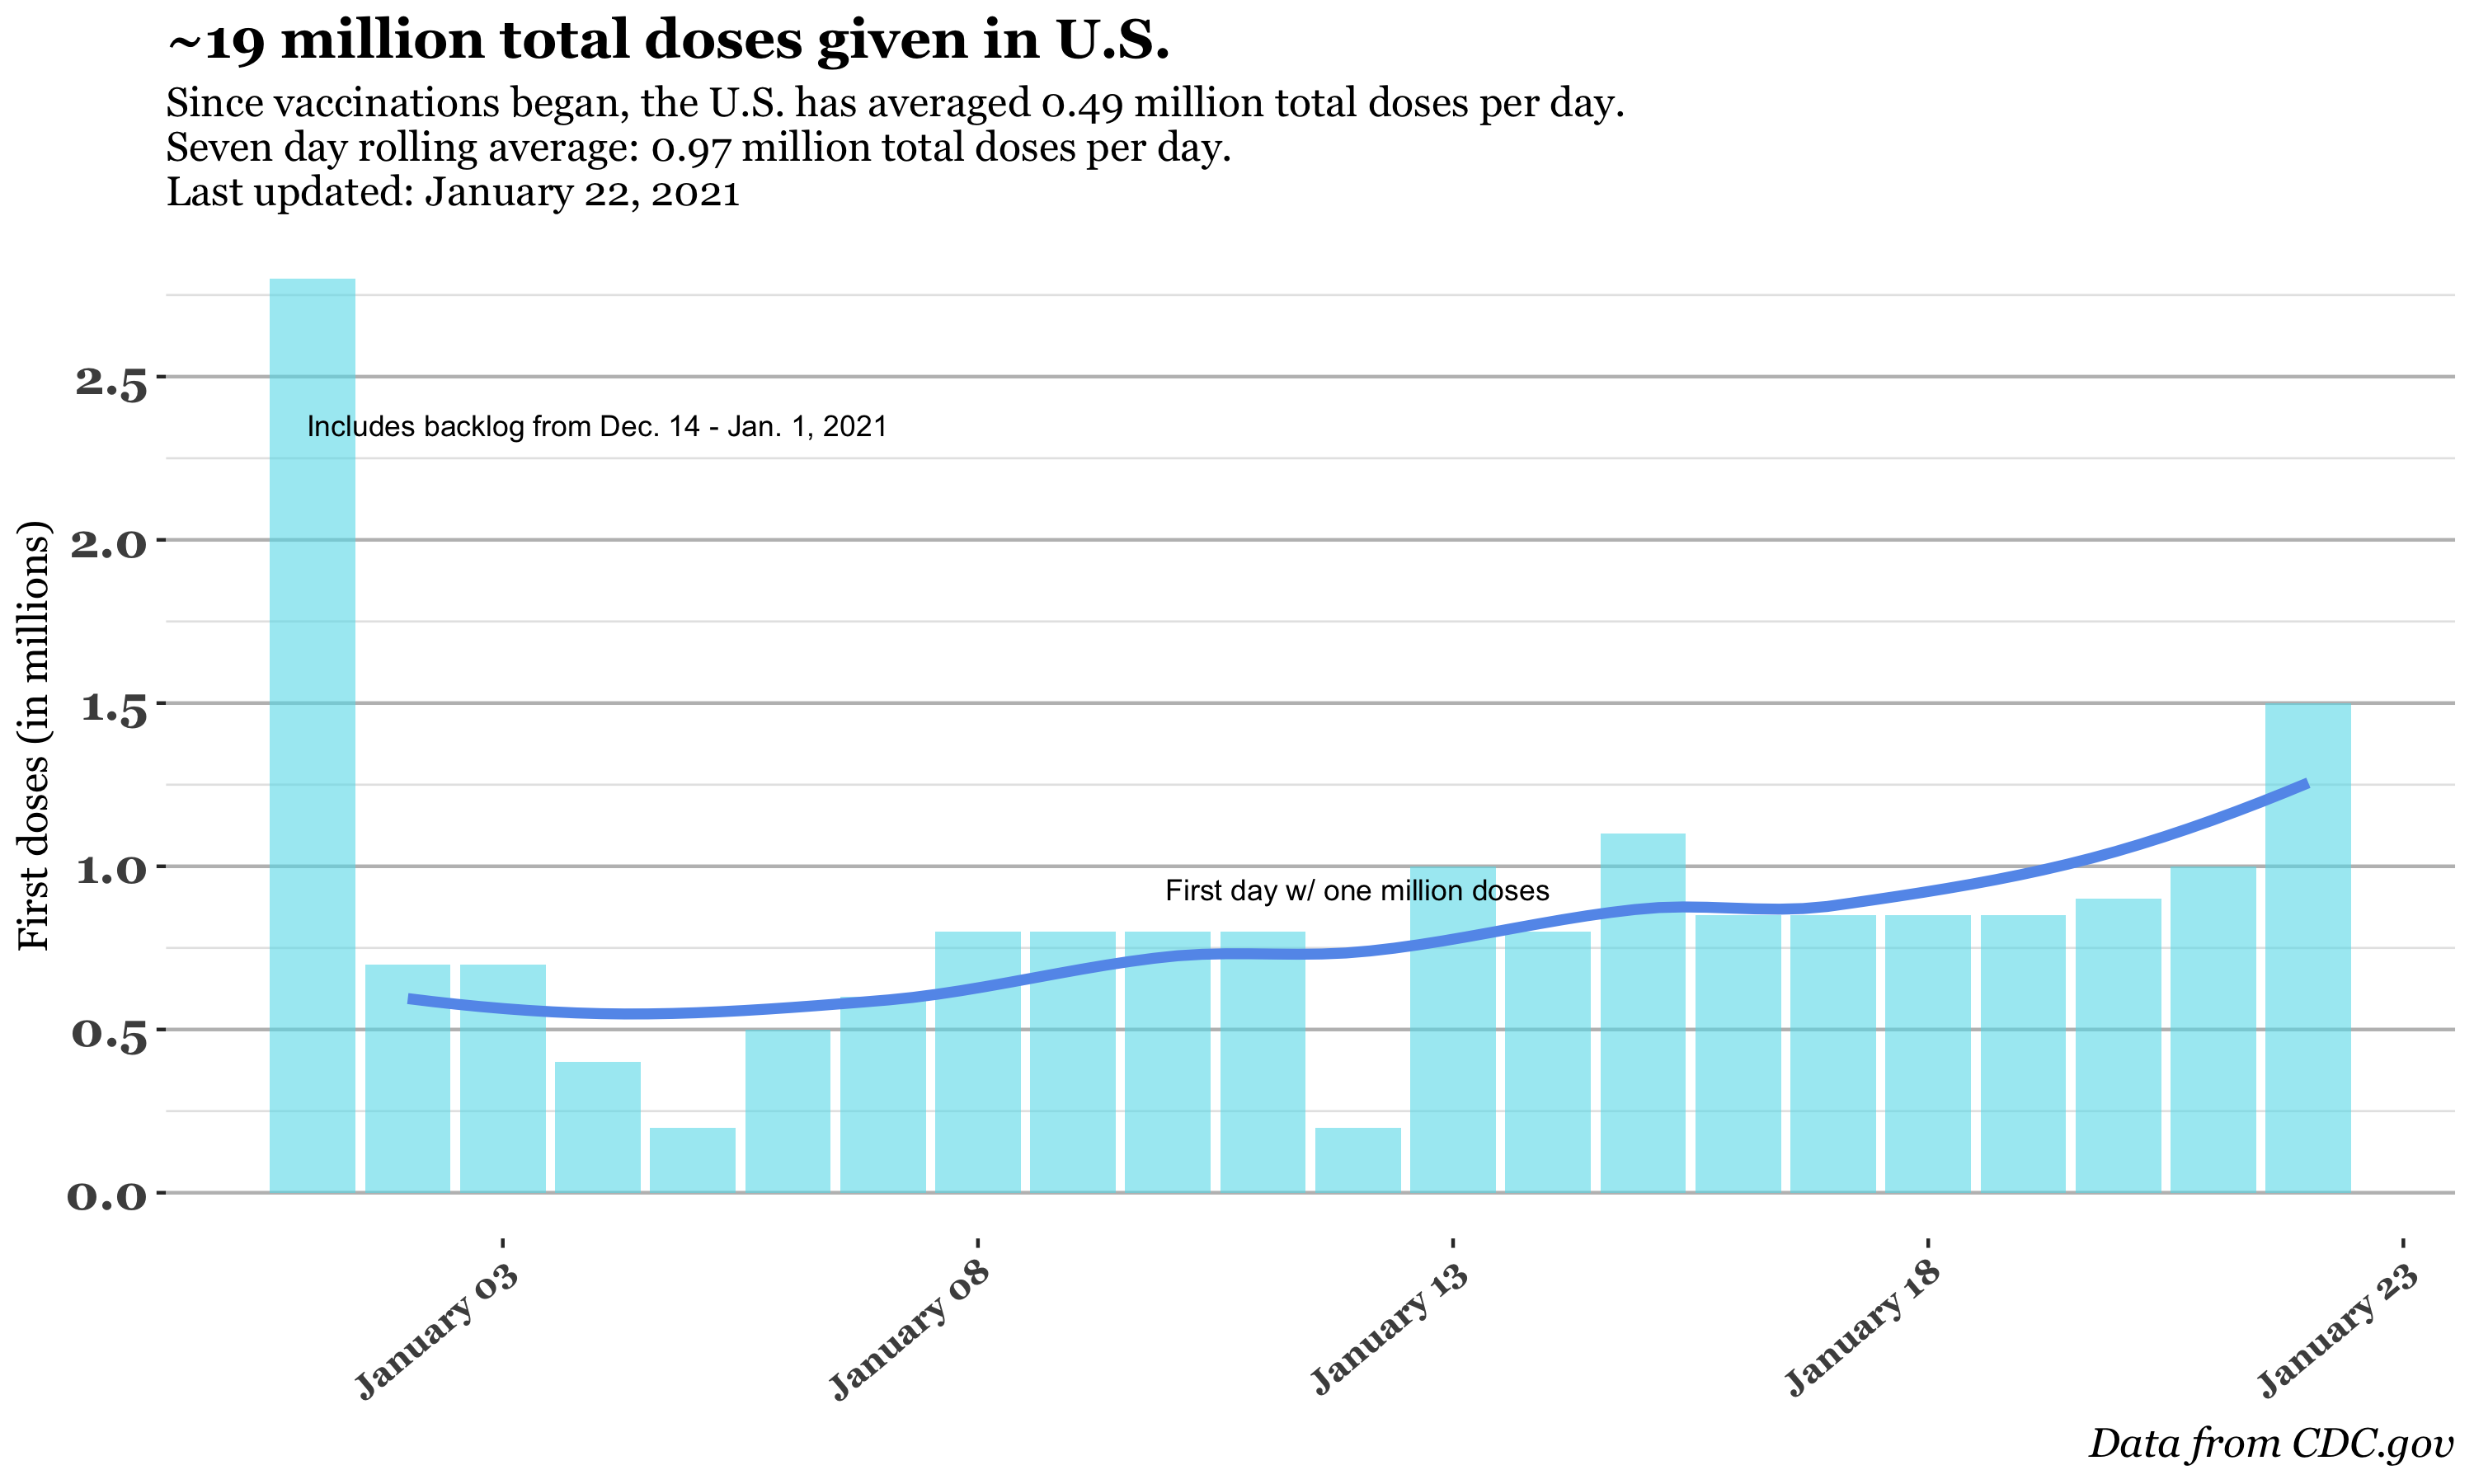 ~19 million total doses given in U.S.
Since vaccinations began, the U.S. has averaged 0.49 million total doses per day.
Seven day rolling average: 0.97 million total doses per day.
Last updated: January 22, 2021
First doses (in millions)
2.5
2.0
1.5
1.0
0.5
0.0
Includes backlog from Dec. 14 - Jan. 1, 2021
First day w/ one million doses
January 03
January 08
January 13
January 18
January 23
Data from CDC.gov